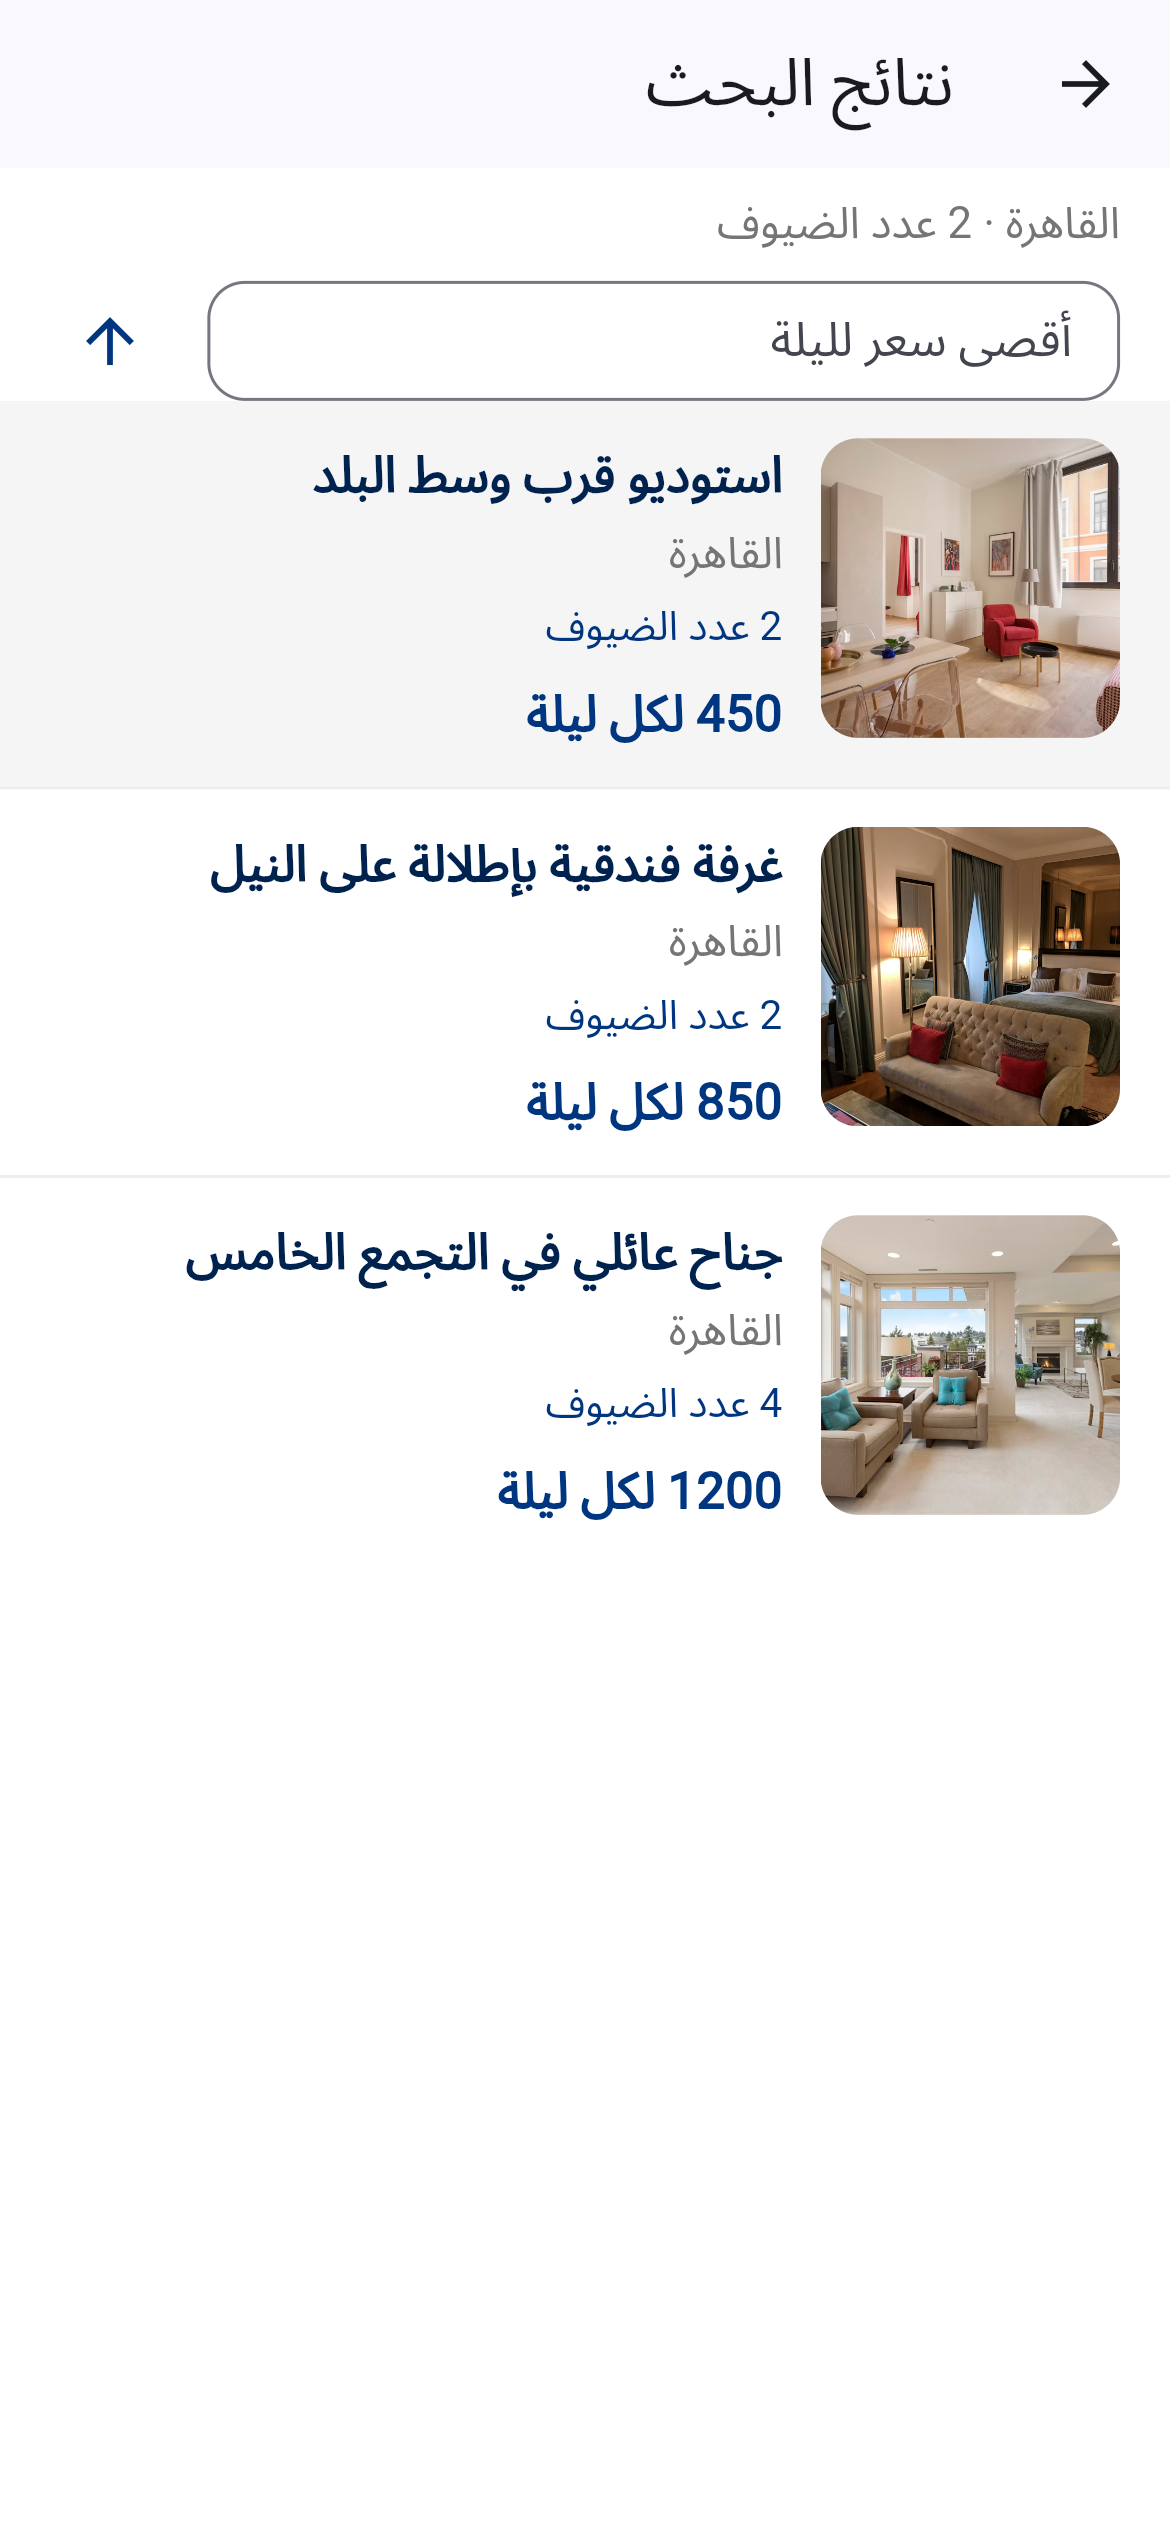 نتائج البحث
القاهرة · 2 عدد الضيوف
أقصى سعر لليلة
استوديو قرب وسط البلد
القاهرة
2 عدد الضيوف
450 لكل ليلة
غرفة فندقية بإطلالة على النيل
القاهرة
2 عدد الضيوف
850 لكل ليلة
جناح عائلي في التجمع الخامس
القاهرة
4 عدد الضيوف
1200 لكل ليلة